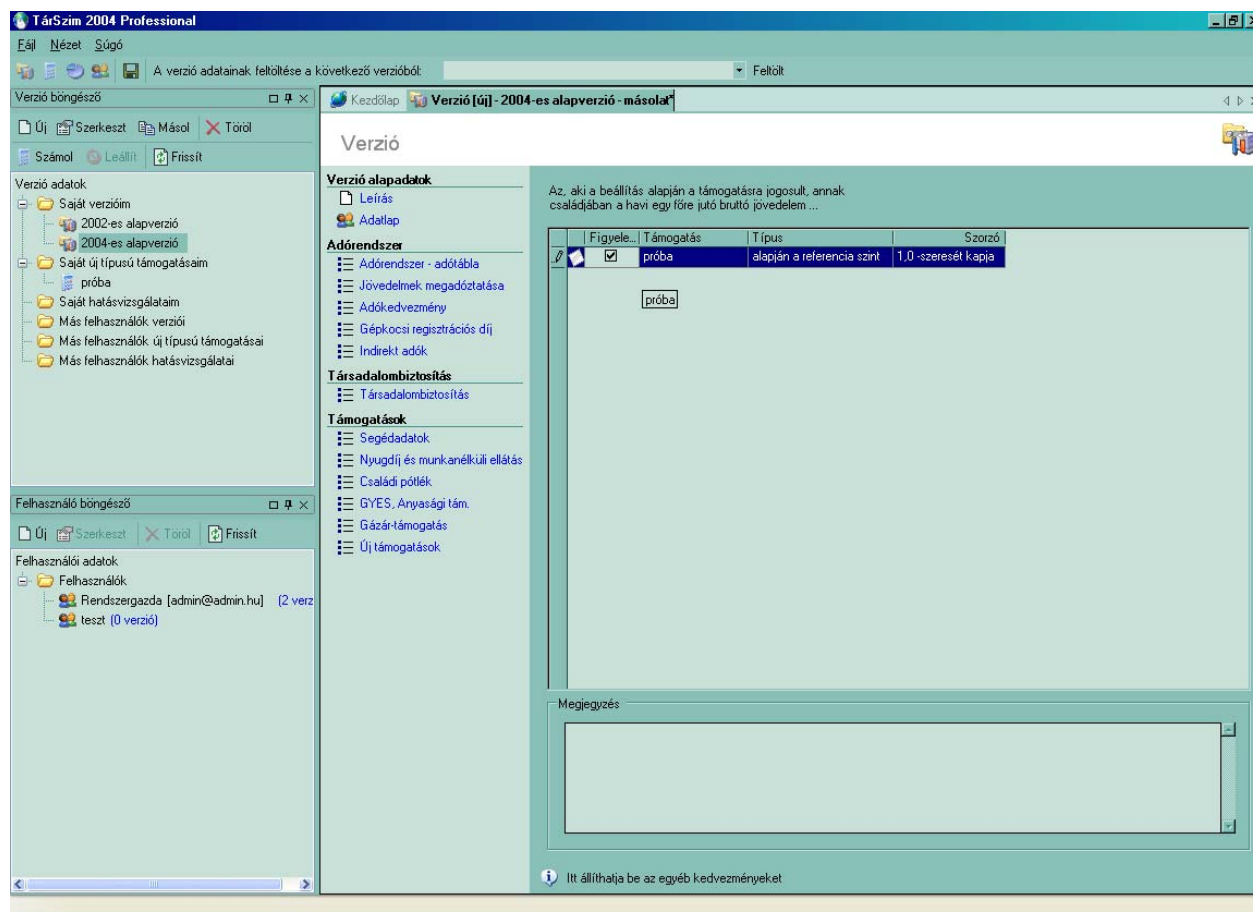 TárSzim 2004 Professional
Fájl Nézet Súgó
A verzió adatainak feltöltése a következő verzióból: Feltölt
Verzió böngésző
Új Szerkeszt Másol Töröl
Számol Leállít Frissít
Verzió adatok
Saját verzióim
2002-es alapverzió
2004-es alapverzió
Saját új típusú támogatásaim
próba
Saját hatásvizsgálataim
Más felhasználók verziói
Más felhasználók új típusú támogatásai
Más felhasználók hatásvizsgálatai
Felhasználó böngésző
Új Szerkeszt Töröl Frissít
Felhasználói adatok
Felhasználók
Rendszergazda [admin@admin.hu] (2 verz
teszt (0 verzió)
Kezdőlap Verzió [új] - 2004-es alapverzió - másolat*
Verzió
Verzió alapadatok
Leírás
Adatlap
Adórendszer
Adórendszer - adótábla
Jövedelmek megadóztatása
Adókedvezmény
Gépkocsi regisztrációs díj
Indirekt adók
Társadalombiztosítás
Társadalombiztosítás
Támogatások
Segédadatok
Nyugdíj és munkanélküli ellátás
Családi pótlék
GYES, Anyasági tám.
Gázár-támogatás
Új támogatások
Az, aki a beállítás alapján a támogatásra jogosult, annak
családjában a havi egy főre jutó bruttó jövedelem ...
Figyele... Támogatás Típus Szorzó
próba alapján a referencia szint 1,0 -szeresét kapja
próba
Megjegyzés
Itt állíthatja be az egyéb kedvezményeket